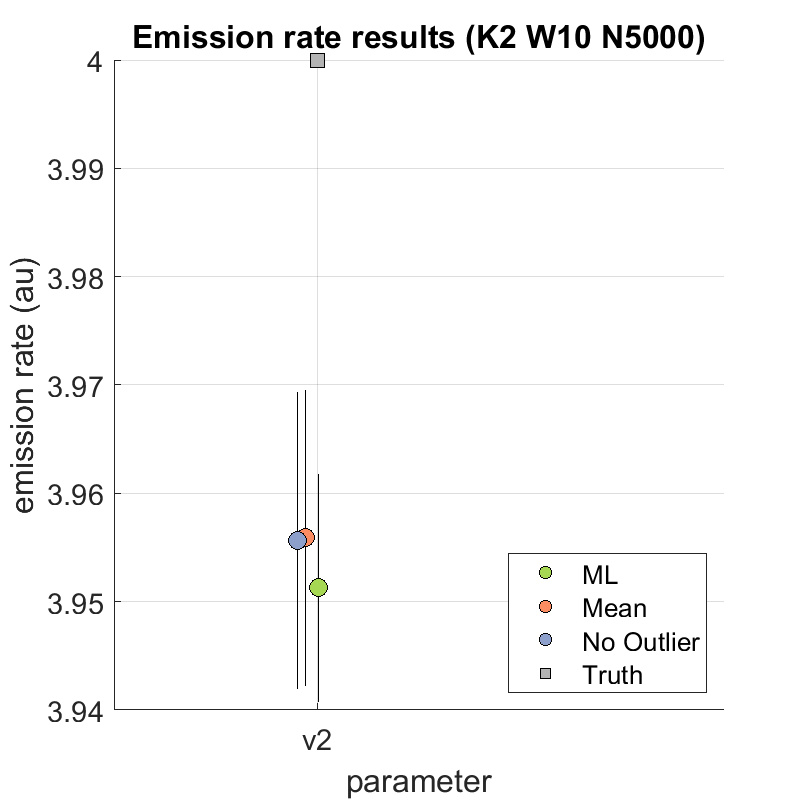 Emission rate results (K2 W10 N5000)
4
3.99
3.98
3.97
3.96
3.95
3.94
emission rate (au)
v2
parameter
ML
Mean
No Outlier
Truth